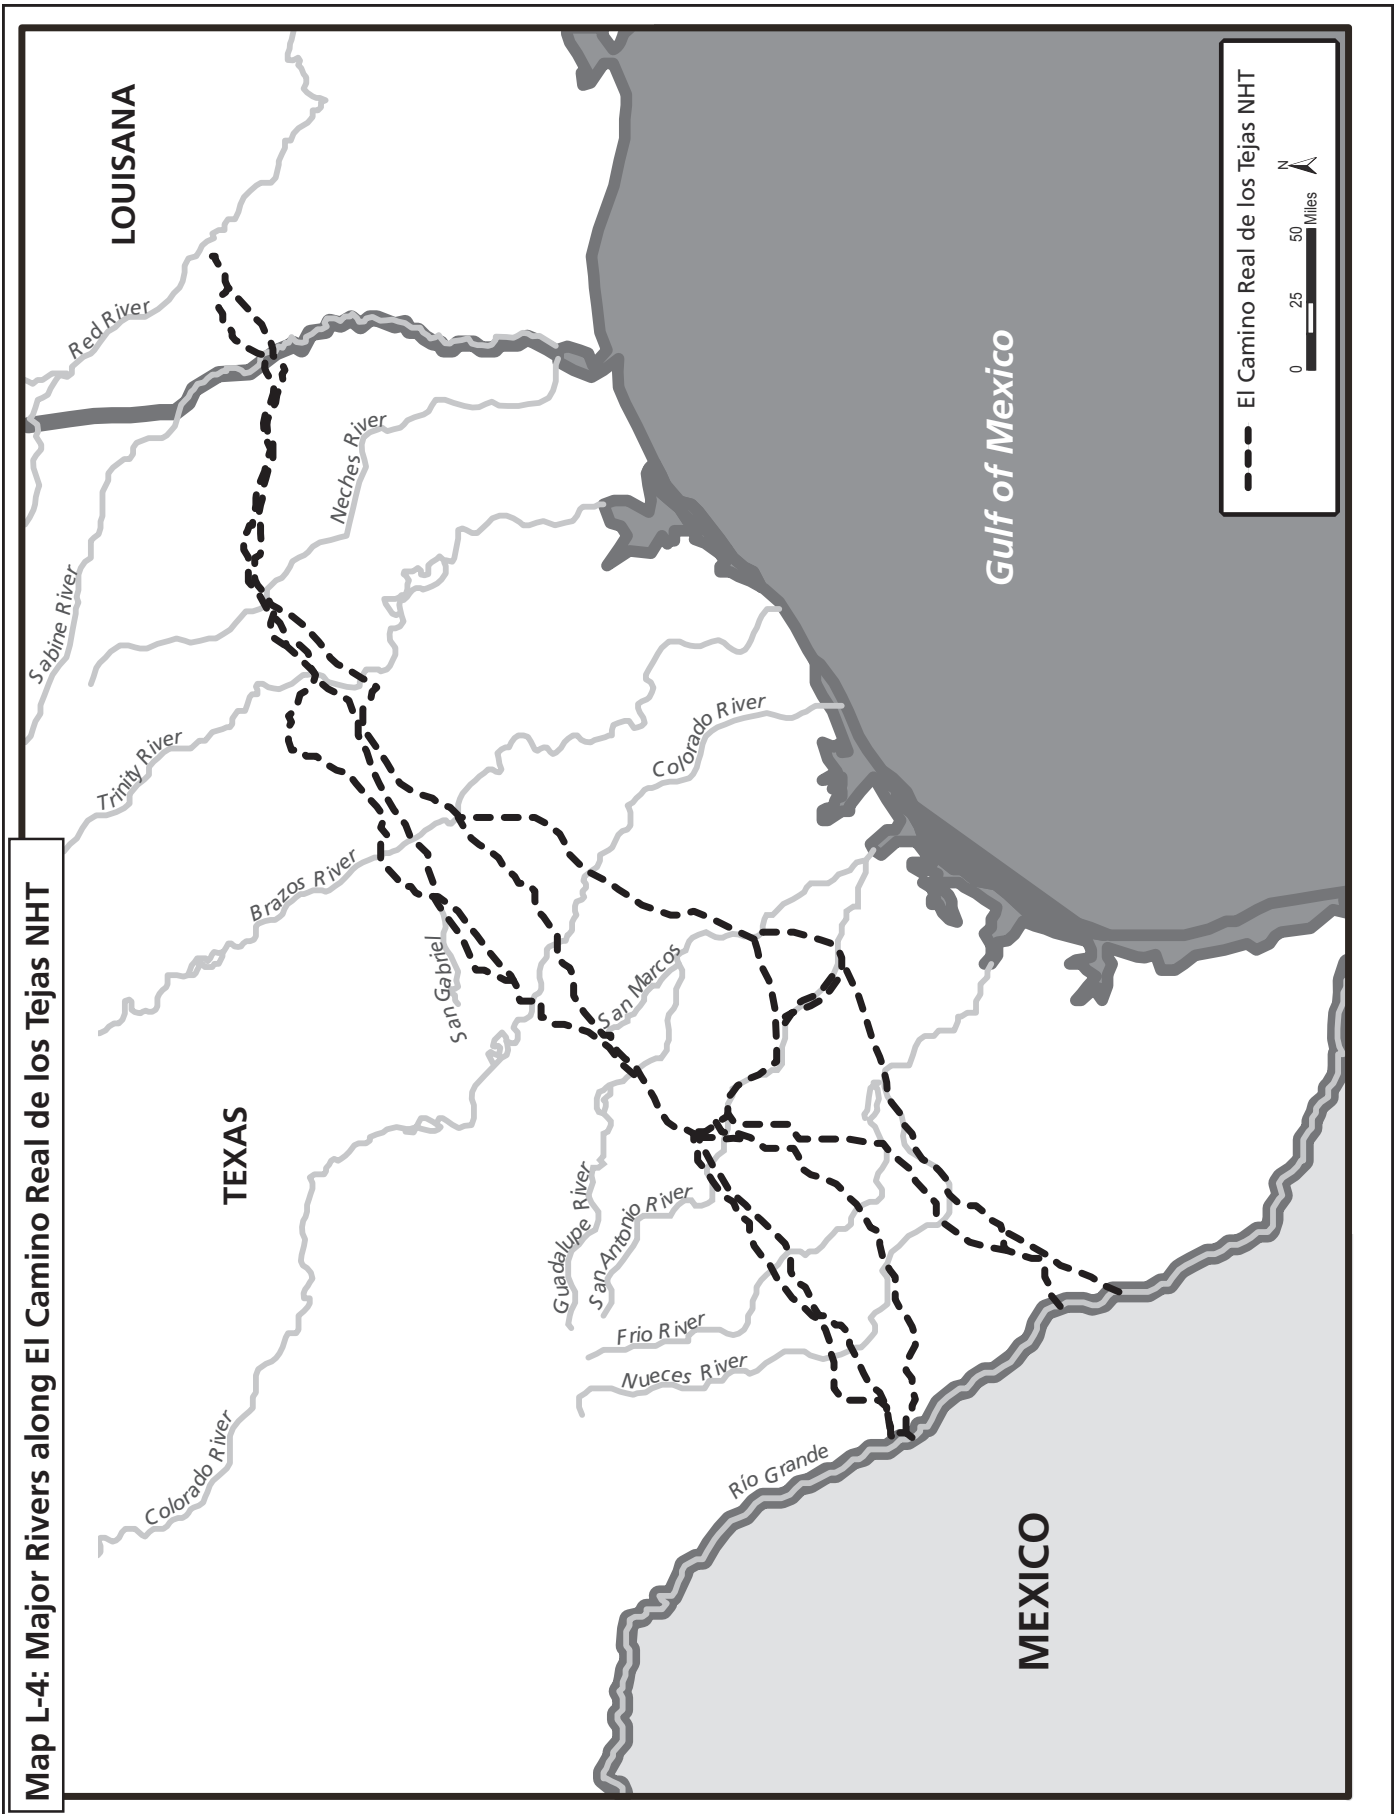 Map L-4: Major Rivers along El Camino Real de los Tejas NHT
Colorado River
TEXAS
Brazos River
Trinity River
Sabine River
Red River
LOUISANA
San Gabriel
Neches River
Guadalupe River
San Antonio River
San Marcos
Colorado River
Frio River
Nueces River
Río Grande
MEXICO
Gulf of Mexico
El Camino Real de los Tejas NHT
0 25 50
Miles
N